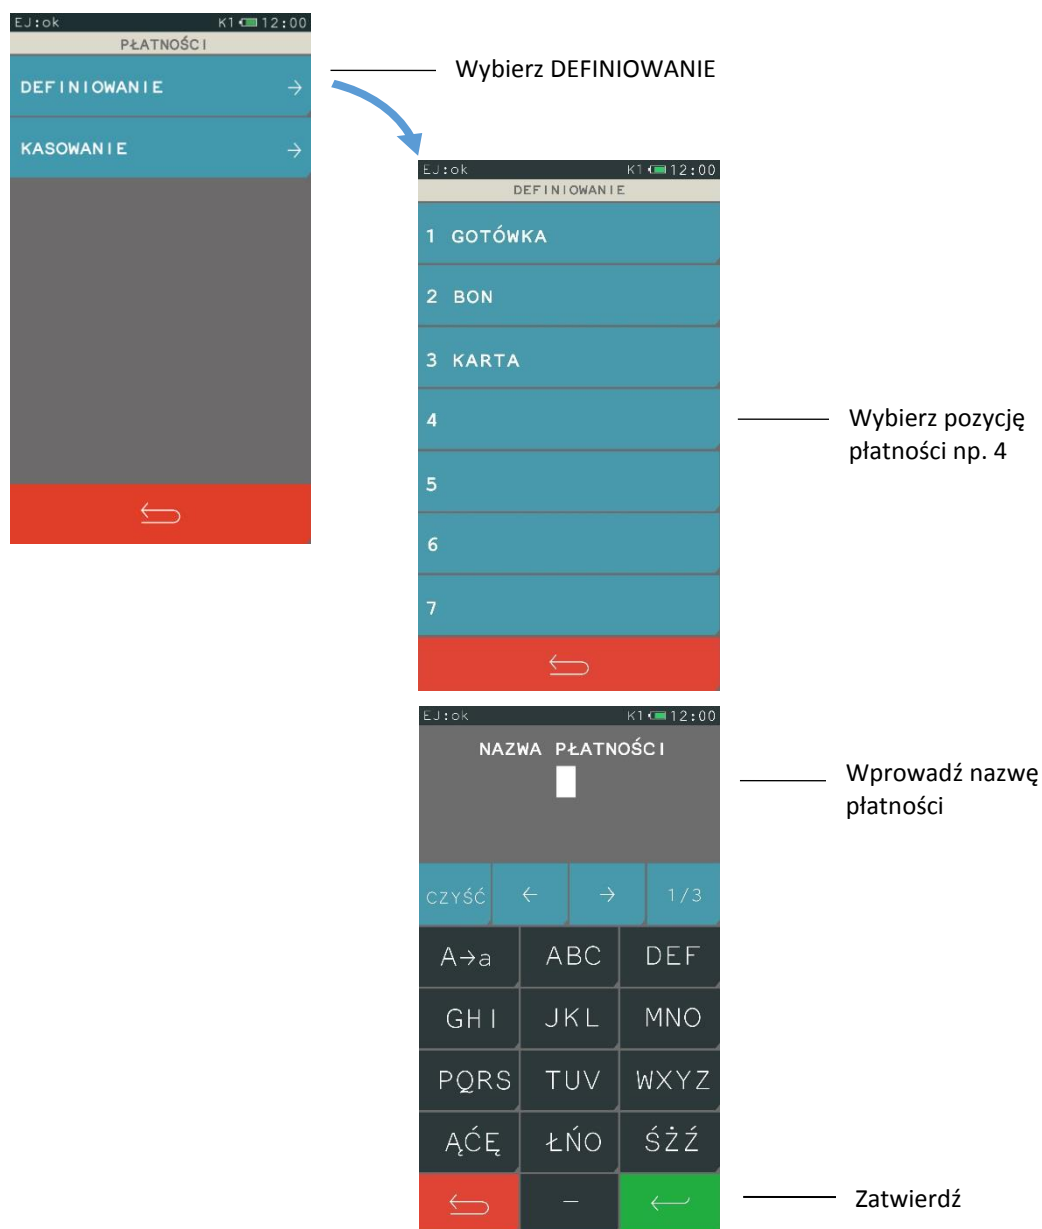 EJ:ok K1 12:00
PŁATNOŚCI
DEFINIOWANIE →
KASOWANIE →
Wybierz DEFINIOWANIE
EJ:ok K1 12:00
DEFINIOWANIE
1 GOTÓWKA
2 BON
3 KARTA
4
5
6
7
Wybierz pozycję
płatności np. 4
EJ:ok K1 12:00
NAZWA PŁATNOŚCI
Wprowadź nazwę
płatności
CZYŚĆ ← → 1/3
A→a ABC DEF
GHI JKL MNO
PQRS TUV WXYZ
ĄĆĘ ŁŃO ŚŻŹ
–
Zatwierdź